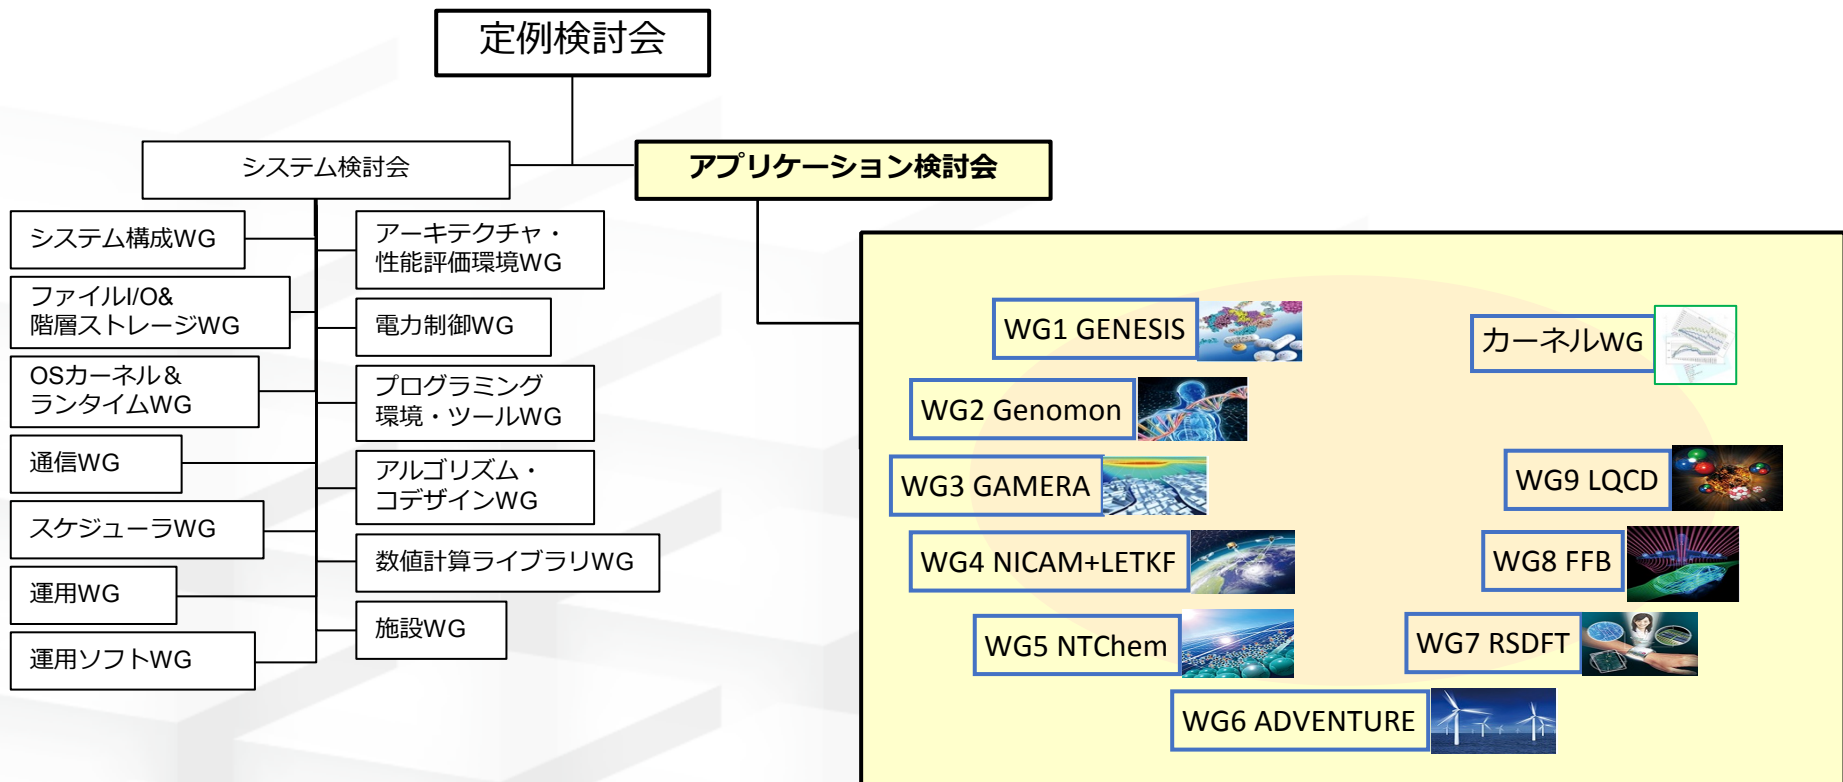 定例検討会
システム検討会
アプリケーション検討会
システム構成WG
ファイルI/O&
階層ストレージWG
OSカーネル＆
ランタイムWG
通信WG
スケジューラWG
運用WG
運用ソフトWG
アーキテクチャ・
性能評価環境WG
電力制御WG
プログラミング
環境・ツールWG
アルゴリズム・
コデザインWG
数値計算ライブラリWG
施設WG
WG1 GENESIS
WG2 Genomon
WG3 GAMERA
WG4 NICAM+LETKF
WG5 NTChem
WG6 ADVENTURE
WG7 RSDFT
WG8 FFB
WG9 LQCD
カーネルWG